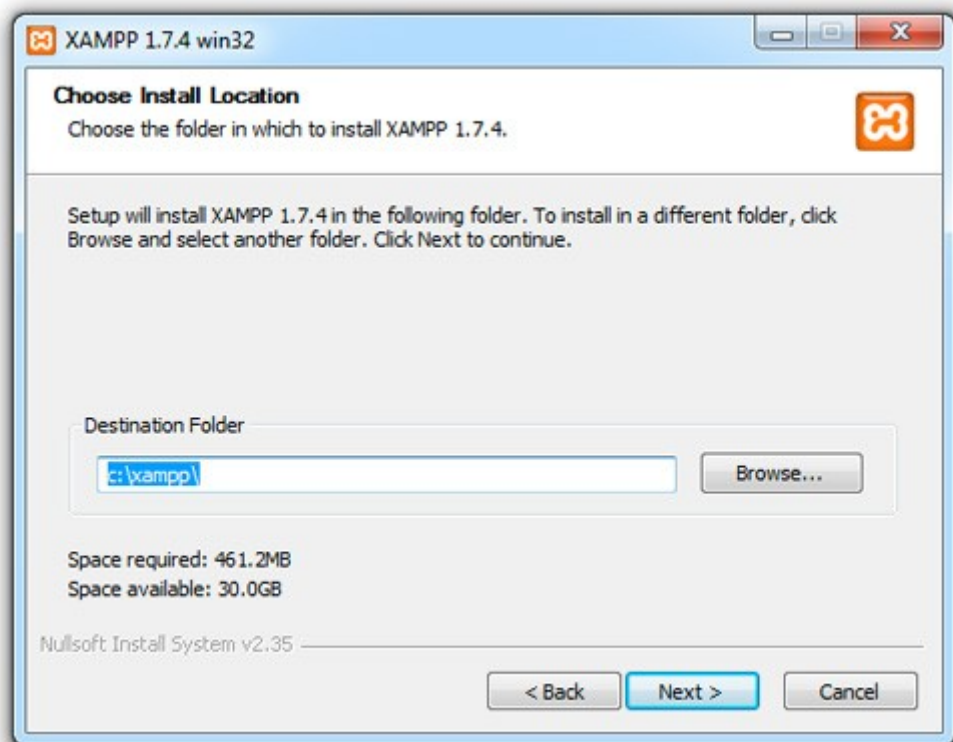 XAMPP 1.7.4 win32
Choose Install Location
Choose the folder in which to install XAMPP 1.7.4.
Setup will install XAMPP 1.7.4 in the following folder. To install in a different folder, click
Browse and select another folder. Click Next to continue.
Destination Folder
c:\xampp\
Browse...
Space required: 461.2MB
Space available: 30.0GB
Nullsoft Install System v2.35
< Back
Next >
Cancel